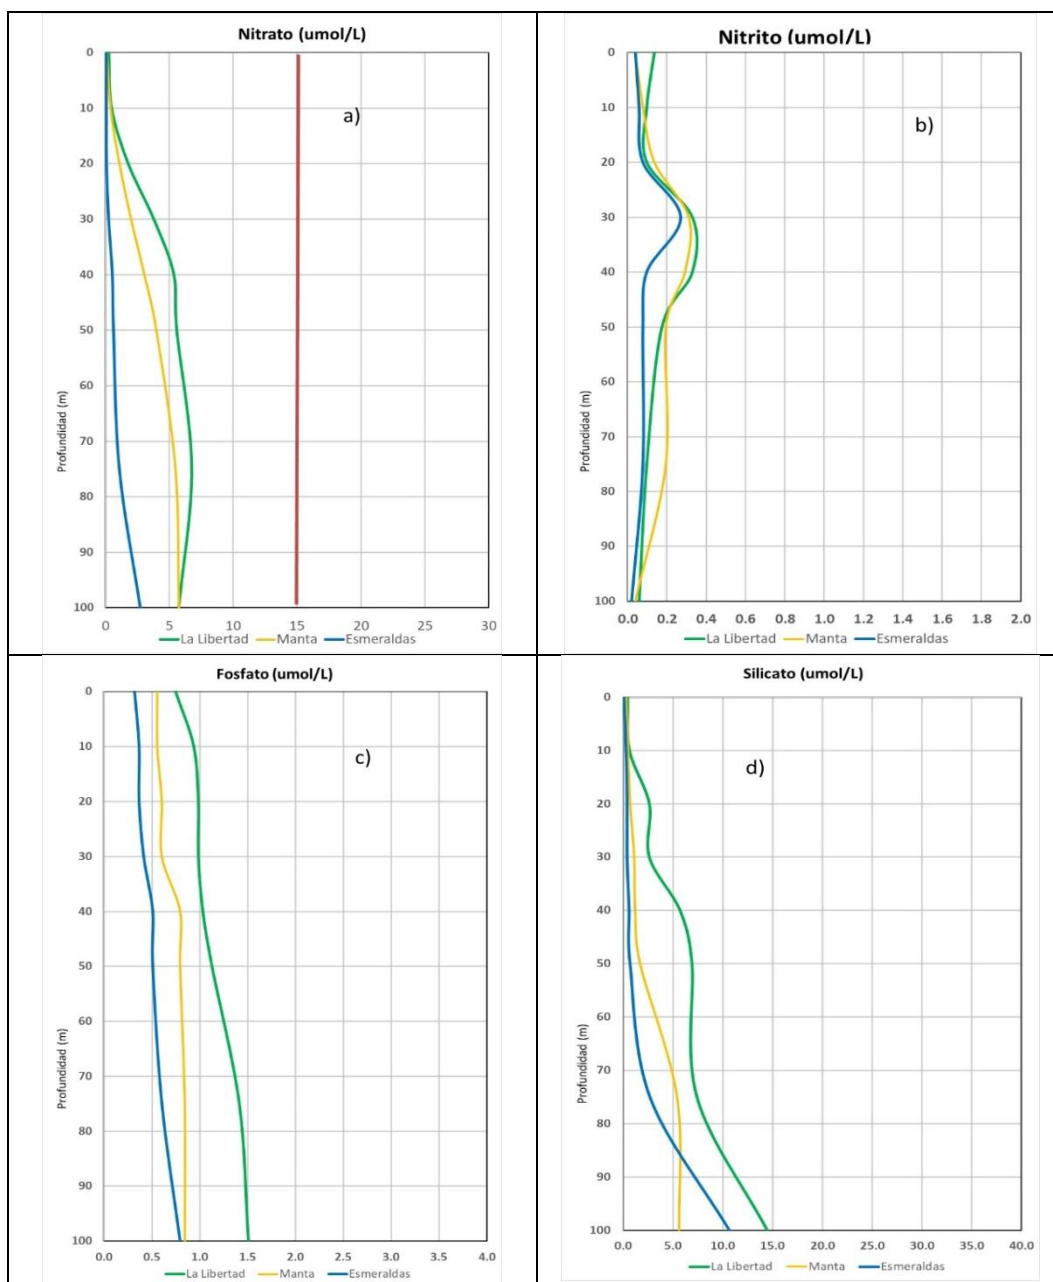 Nitrato (umol/L)
a)
0
10
20
30
40
50
60
70
80
90
100
Profundidad (m)
0 5 10 15 20 25 30
La Libertad Manta Esmeraldas
Nitrito (umol/L)
b)
0
10
20
30
40
50
60
70
80
90
100
Profundidad (m)
0.0 0.2 0.4 0.6 0.8 1.0 1.2 1.4 1.6 1.8 2.0
La Libertad Manta Esmeraldas
Fosfato (umol/L)
c)
0
10
20
30
40
50
60
70
80
90
100
Profundidad (m)
0.0 0.5 1.0 1.5 2.0 2.5 3.0 3.5 4.0
La Libertad Manta Esmeraldas
Silicato (umol/L)
d)
0
10
20
30
40
50
60
70
80
90
100
Profundidad (m)
0.0 5.0 10.0 15.0 20.0 25.0 30.0 35.0 40.0
La Libertad Manta Esmeraldas